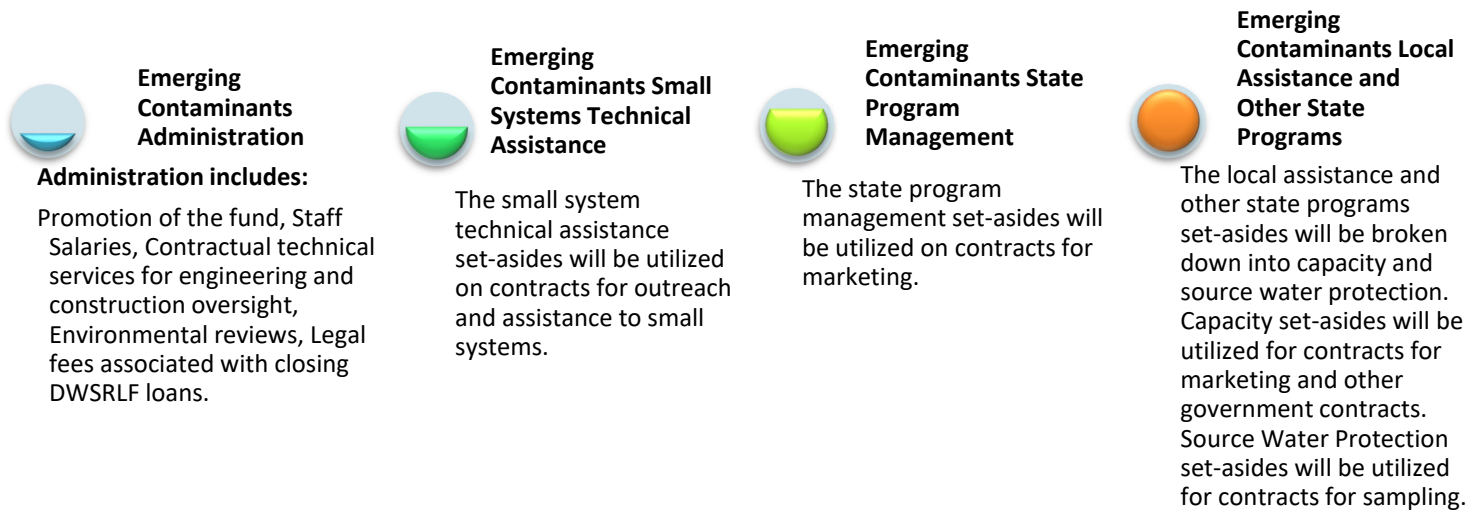 Emerging
Contaminants
Administration
Administration includes:
Promotion of the fund, Staff
Salaries, Contractual technical
services for engineering and
construction oversight,
Environmental reviews, Legal
fees associated with closing
DWSRLF loans.
Emerging
Contaminants Small
Systems Technical
Assistance
The small system
technical assistance
set-asides will be utilized
on contracts for outreach
and assistance to small
systems.
Emerging
Contaminants State
Program
Management
The state program
management set-asides will
be utilized on contracts for
marketing.
Emerging
Contaminants Local
Assistance and
Other State
Programs
The local assistance and
other state programs
set-asides will be broken
down into capacity and
source water protection.
Capacity set-asides will be
utilized for contracts for
marketing and other
government contracts.
Source Water Protection
set-asides will be utilized
for contracts for sampling.